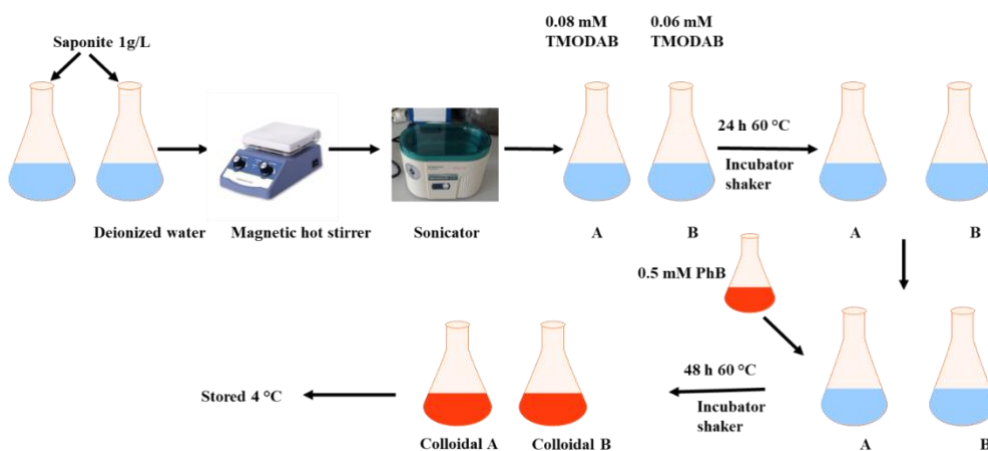 0.08 mM
TMODAB
0.06 mM
TMODAB
Saponite 1g/L
24 h 60 °C
Incubator
shaker
Deionized water
Magnetic hot stirrer
Sonicator
A
B
A
B
0.5 mM PhB
48 h 60 °C
Incubator
shaker
Stored 4 °C
Colloidal A
Colloidal B
A
B